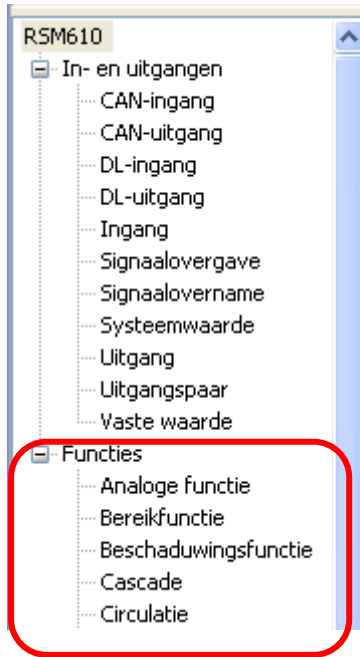 RSM610
In- en uitgangen
CAN-ingang
CAN-uitgang
DL-ingang
DL-uitgang
Ingang
Signaalovergave
Signaalovername
Systeemwaarde
Uitgang
Uitgangspaar
Vaste waarde
Functies
Analoge functie
Bereikfunctie
Beschaduwingsfunctie
Cascade
Circulatie